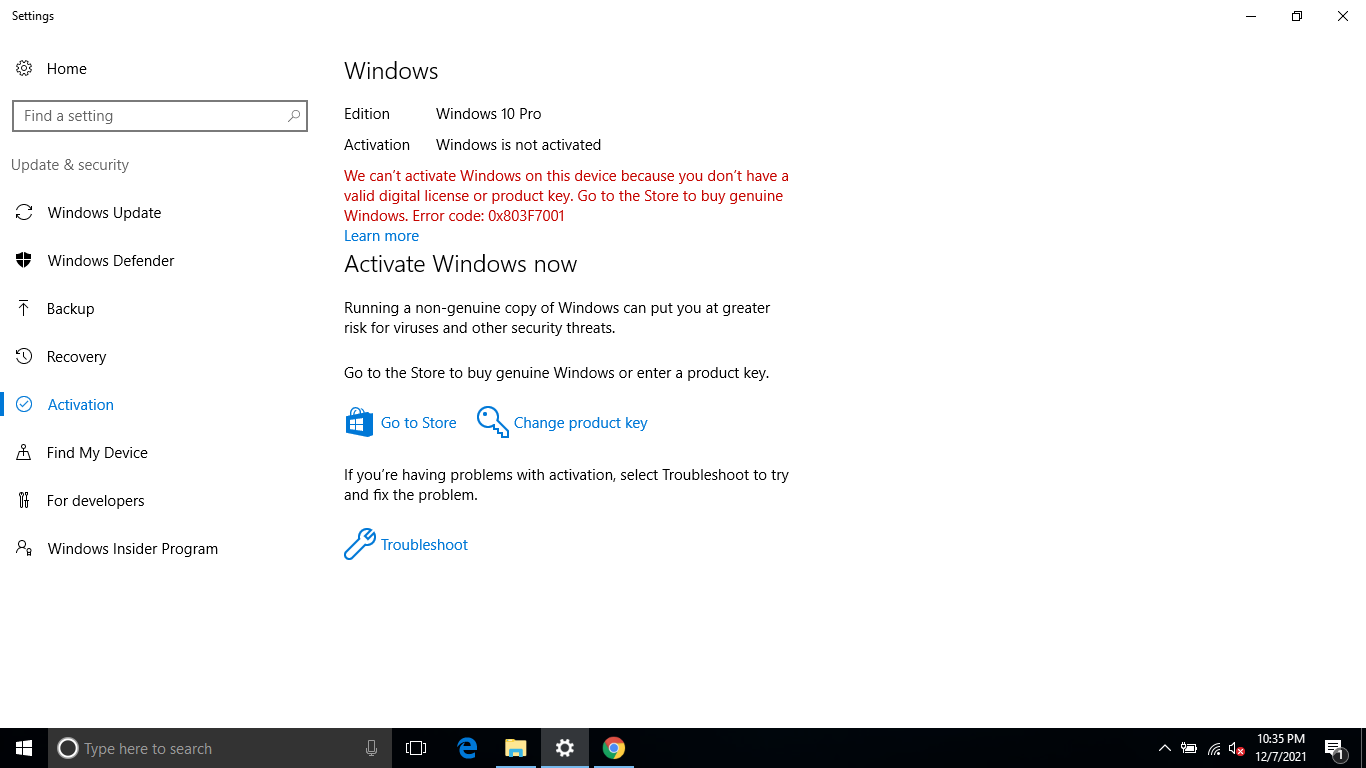 Settings
Home
Find a setting
Update & security
Windows Update
Windows Defender
Backup
Recovery
Activation
Find My Device
For developers
Windows Insider Program
Windows
Edition Windows 10 Pro
Activation Windows is not activated
We can't activate Windows on this device because you don't have a
valid digital license or product key. Go to the Store to buy genuine
Windows. Error code: 0x803F7001
Learn more
Activate Windows now
Running a non-genuine copy of Windows can put you at greater
risk for viruses and other security threats.
Go to the Store to buy genuine Windows or enter a product key.
Go to Store Change product key
If you're having problems with activation, select Troubleshoot to try
and fix the problem.
Troubleshoot
Type here to search
10:35 PM
12/7/2021
1